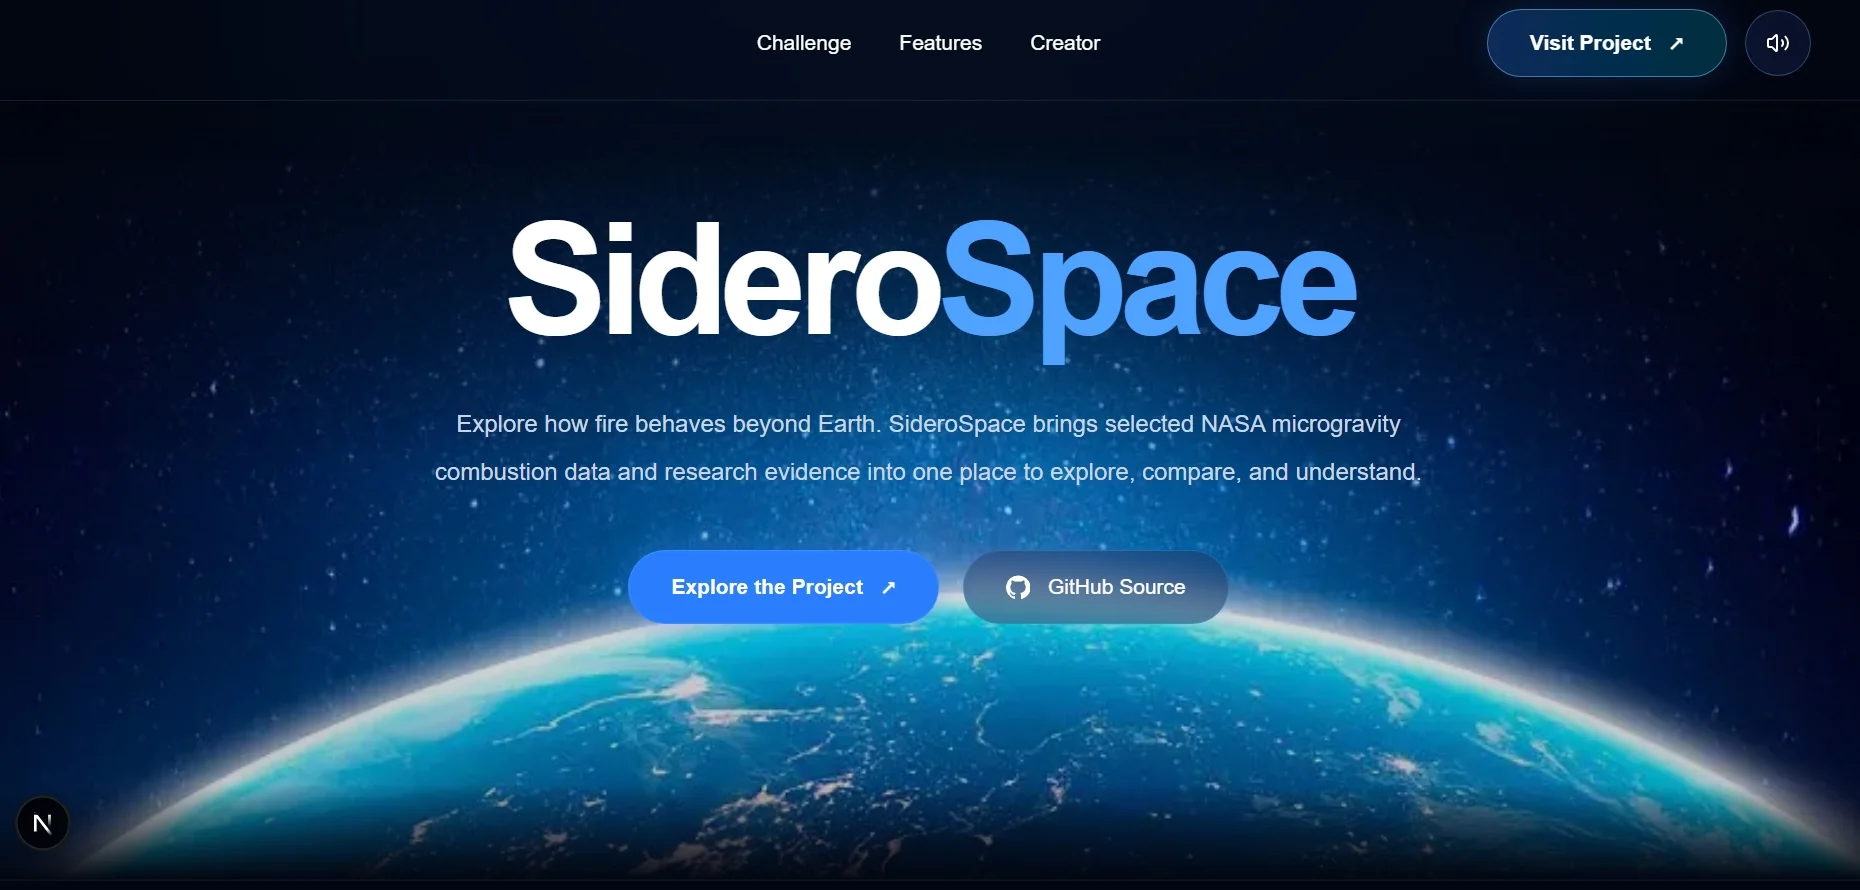 Challenge
Features
Creator
Visit Project ↗
SideroSpace
Explore how fire behaves beyond Earth. SideroSpace brings selected NASA microgravity
combustion data and research evidence into one place to explore, compare, and understand.
Explore the Project ↗
GitHub Source
N